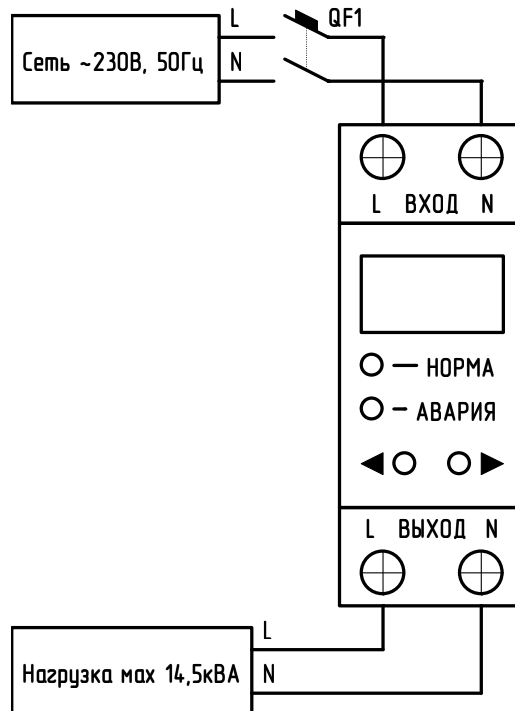 L
QF1
Сеть ~230В, 50Гц
N
L ВХОД N
НОРМА
АВАРИЯ
L ВЫХОД N
L
Нагрузка max 14,5кВА
N